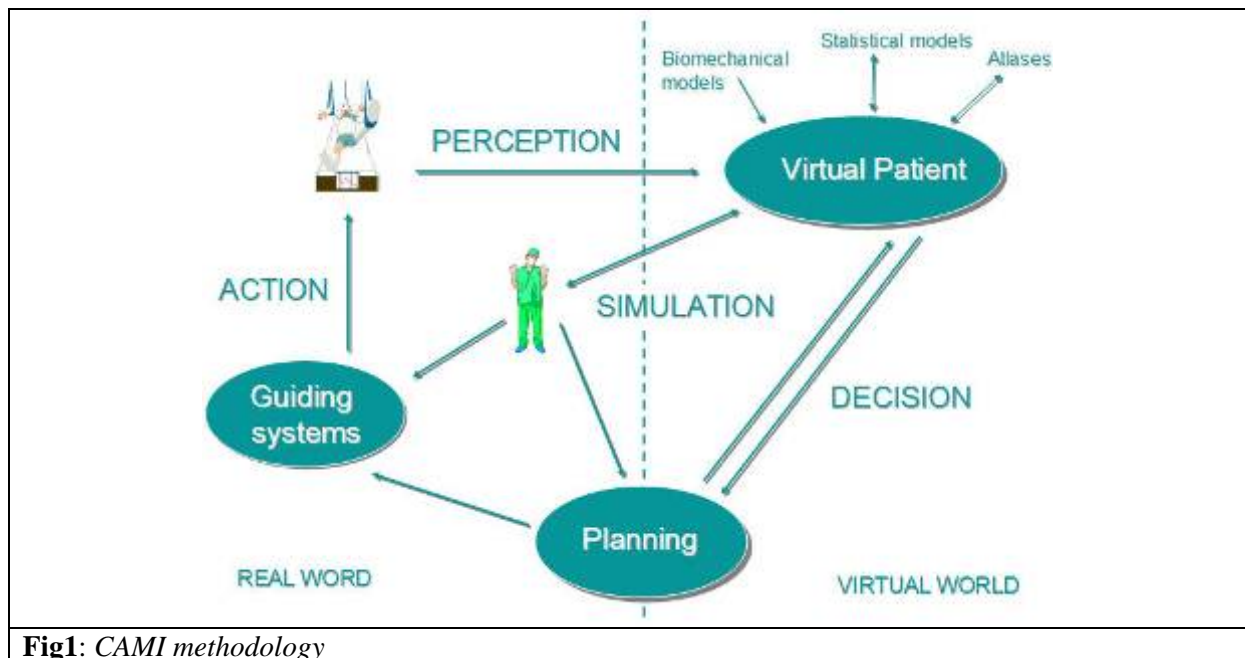 Statistical models
Biomechanical
models
Atlases
PERCEPTION
Virtual Patient
ACTION
SIMULATION
Guiding
systems
DECISION
Planning
REAL WORD
VIRTUAL WORLD
Fig1: CAMI methodology